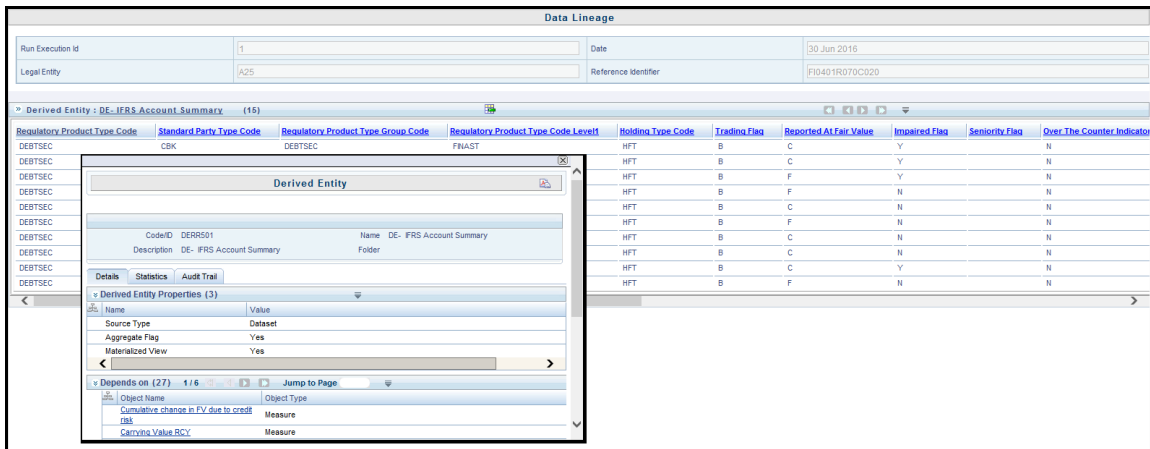 Data Lineage
Run Execution Id 1 Date 30 Jun 2016
Legal Entity A25 Reference Identifier FI0401R070C020
» Derived Entity : DE- IFRS Account Summary (15)
Regulatory Product Type Code Standard Party Type Code Regulatory Product Type Group Code Regulatory Product Type Code Level1 Holding Type Code Trading Flag Reported At Fair Value Impaired Flag Seniority Flag Over The Counter Indicator
DEBTSEC CBK DEBTSEC FINAST HFT B C Y N
DEBTSEC HFT B C Y N
DEBTSEC HFT B F Y N
DEBTSEC HFT B F N N
DEBTSEC HFT B C N N
DEBTSEC HFT B F N N
DEBTSEC HFT B C N N
DEBTSEC HFT B C Y N
DEBTSEC HFT B F N N
Derived Entity
Code/ID DERR501 Name DE- IFRS Account Summary
Description DE- IFRS Account Summary Folder
Details Statistics Audit Trail
Derived Entity Properties (3)
Name Value
Source Type Dataset
Aggregate Flag Yes
Materialized View Yes
Depends on (27) 1 / 6 Jump to Page
Object Name Object Type
Cumulative change in FV due to credit
risk Measure
Carrying Value RCY Measure